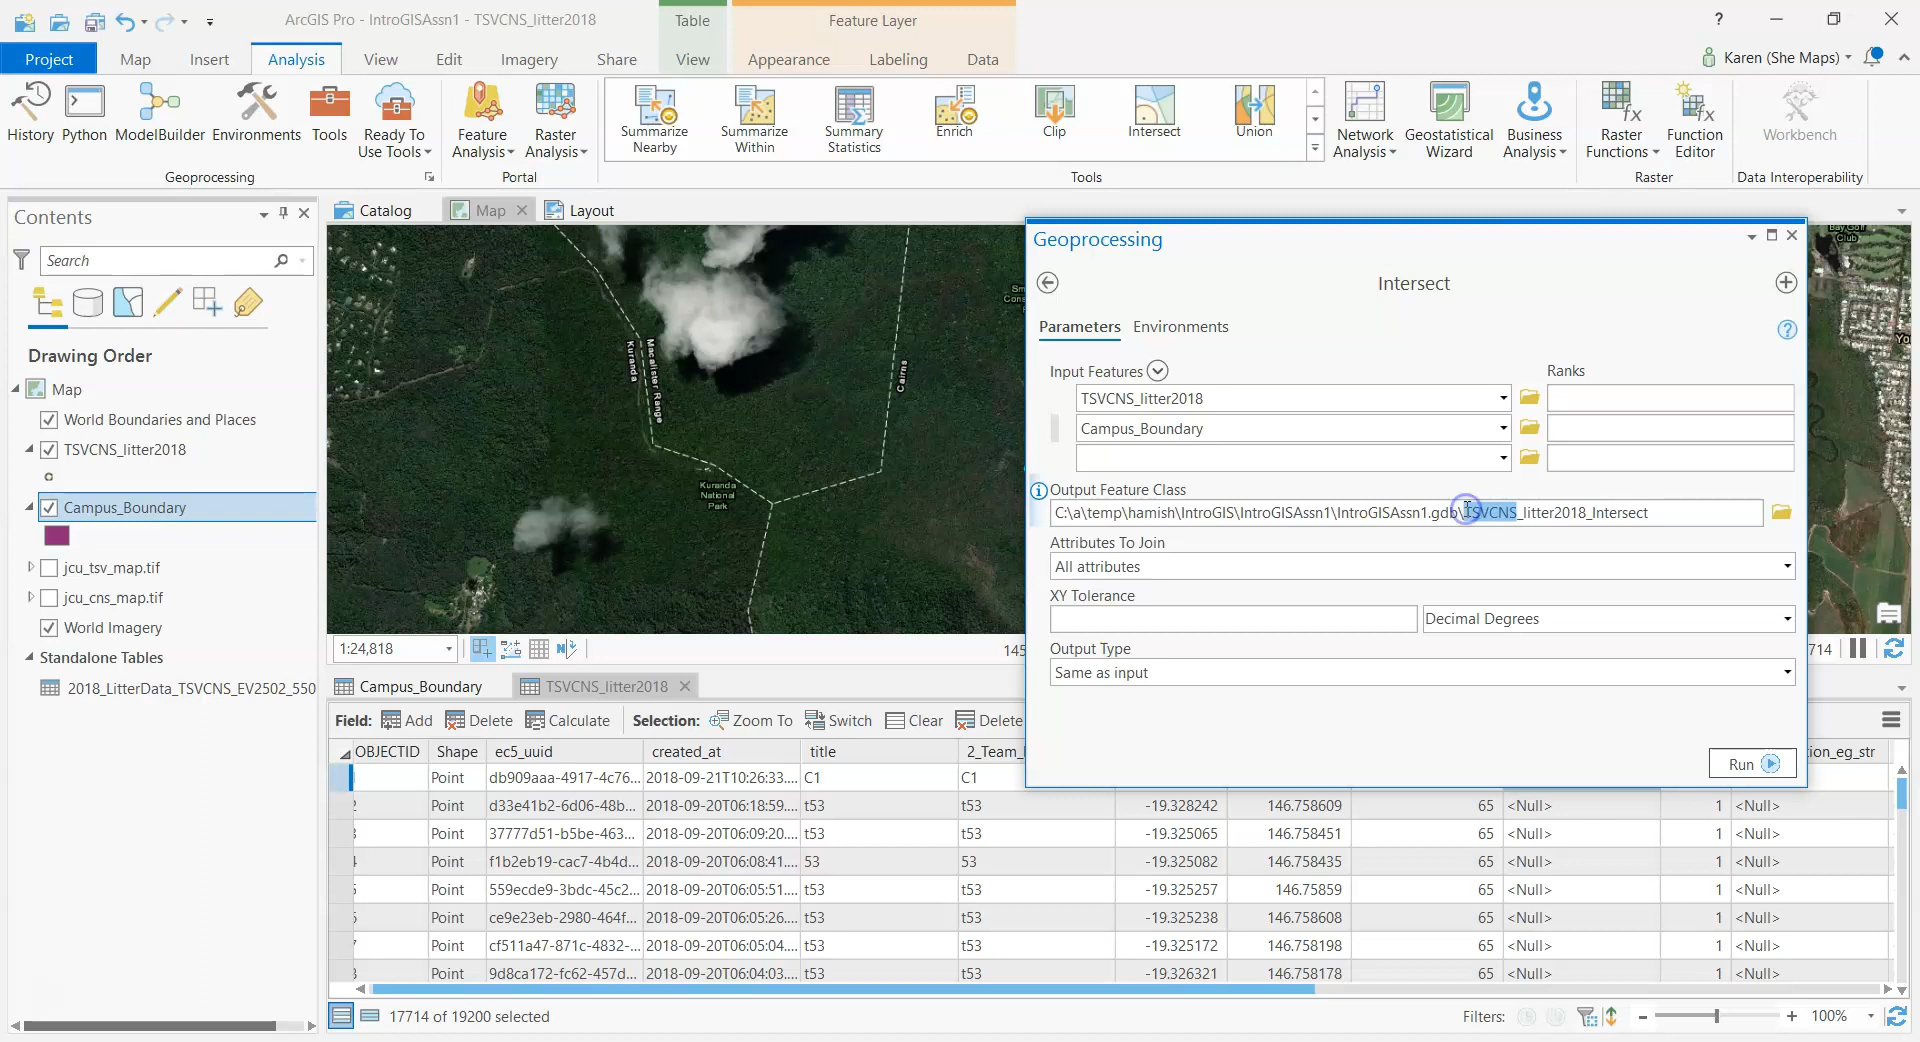 ArcGIS Pro - IntroGISAssn1 - TSVCNS_litter2018
Table
Feature Layer
?
Project
Map
Insert
Analysis
View
Edit
Imagery
Share
View
Appearance
Labeling
Data
Karen (She Maps)
History
Python
ModelBuilder
Environments
Tools
Ready To
Use Tools
Feature
Analysis
Raster
Analysis
Summarize
Nearby
Summarize
Within
Summary
Statistics
Enrich
Clip
Intersect
Union
Network
Analysis
Geostatistical
Wizard
Business
Analysis
Raster
Functions
Function
Editor
Workbench
Geoprocessing
Portal
Tools
Raster
Data Interoperability
Contents
Search
Drawing Order
Map
World Boundaries and Places
TSVCNS_litter2018
Campus_Boundary
jcu_tsv_map.tif
jcu_cns_map.tif
World Imagery
Standalone Tables
2018_LitterData_TSVCNS_EV2502_550
Catalog
Map
Layout
Kuranda
Macalister Range
Cairns
Kuranda
National
Park
Bay Golf
Club
1:24,818
Geoprocessing
Intersect
Parameters
Environments
Input Features
Ranks
TSVCNS_litter2018
Campus_Boundary
Output Feature Class
C:\a\temp\hamish\IntroGIS\IntroGISAssn1\IntroGISAssn1.gdb\TSVCNS_litter2018_Intersect
Attributes To Join
All attributes
XY Tolerance
Decimal Degrees
Output Type
Same as input
Run
145
714
Campus_Boundary
TSVCNS_litter2018
Field: Add Delete Calculate Selection: Zoom To Switch Clear Delete
OBJECTID Shape ec5_uuid created_at title 2_Team_ ion_eg_str
Point db909aaa-4917-4c76... 2018-09-21T10:26:33.... C1 C1
2 Point d33e41b2-6d06-48b... 2018-09-20T06:18:59.... t53 t53 -19.328242 146.758609 65 <Null> 1 <Null>
3 Point 37777d51-b5be-463... 2018-09-20T06:09:20.... t53 t53 -19.325065 146.758451 65 <Null> 1 <Null>
4 Point f1b2eb19-cac7-4b4d... 2018-09-20T06:08:41.... 53 53 -19.325082 146.758435 65 <Null> 1 <Null>
5 Point 559ecde9-3bdc-45c2... 2018-09-20T06:05:51.... t53 t53 -19.325257 146.75859 65 <Null> 1 <Null>
6 Point ce9e23eb-2980-464f... 2018-09-20T06:05:26.... t53 t53 -19.325238 146.758608 65 <Null> 1 <Null>
7 Point cf511a47-871c-4832-... 2018-09-20T06:05:04.... t53 t53 -19.325172 146.758198 65 <Null> 1 <Null>
8 Point 9d8ca172-fc62-457d... 2018-09-20T06:04:03.... t53 t53 -19.326321 146.758178 65 <Null> 1 <Null>
17714 of 19200 selected
Filters:
100%